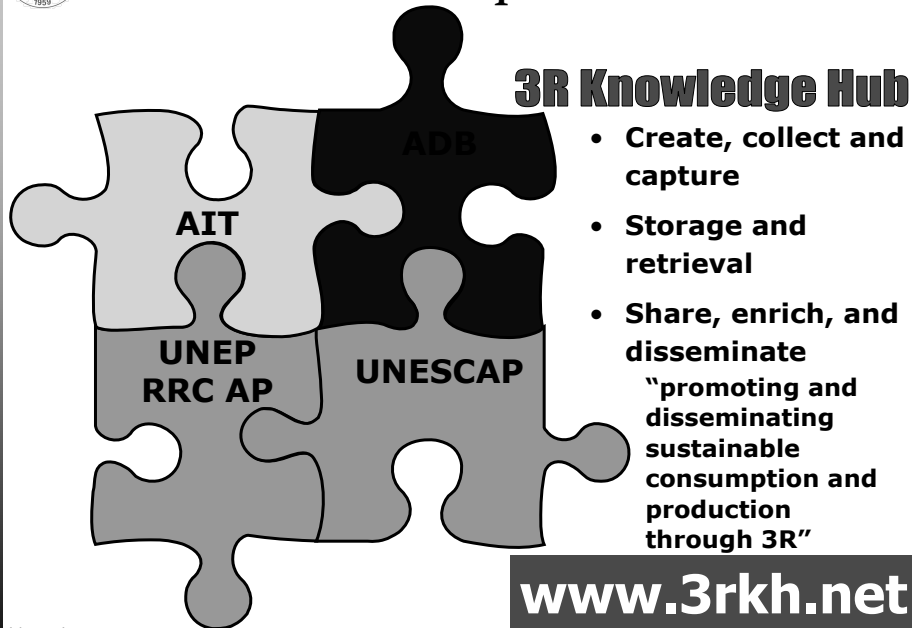 1959
3R Knowledge Hub
ADB
AIT
UNEP
RRC AP
UNESCAP
• Create, collect and
capture
• Storage and
retrieval
• Share, enrich, and
disseminate
“promoting and
disseminating
sustainable
consumption and
production
through 3R”
www.3rkh.net